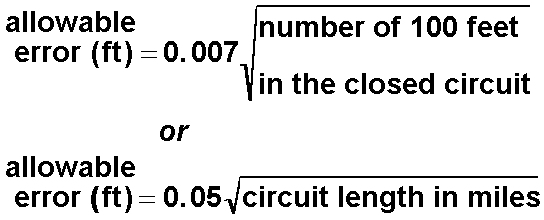 allowable
error (ft) = 0.007√number of 100 feet
in the closed circuit
or
allowable
error (ft) = 0.05√circuit length in miles